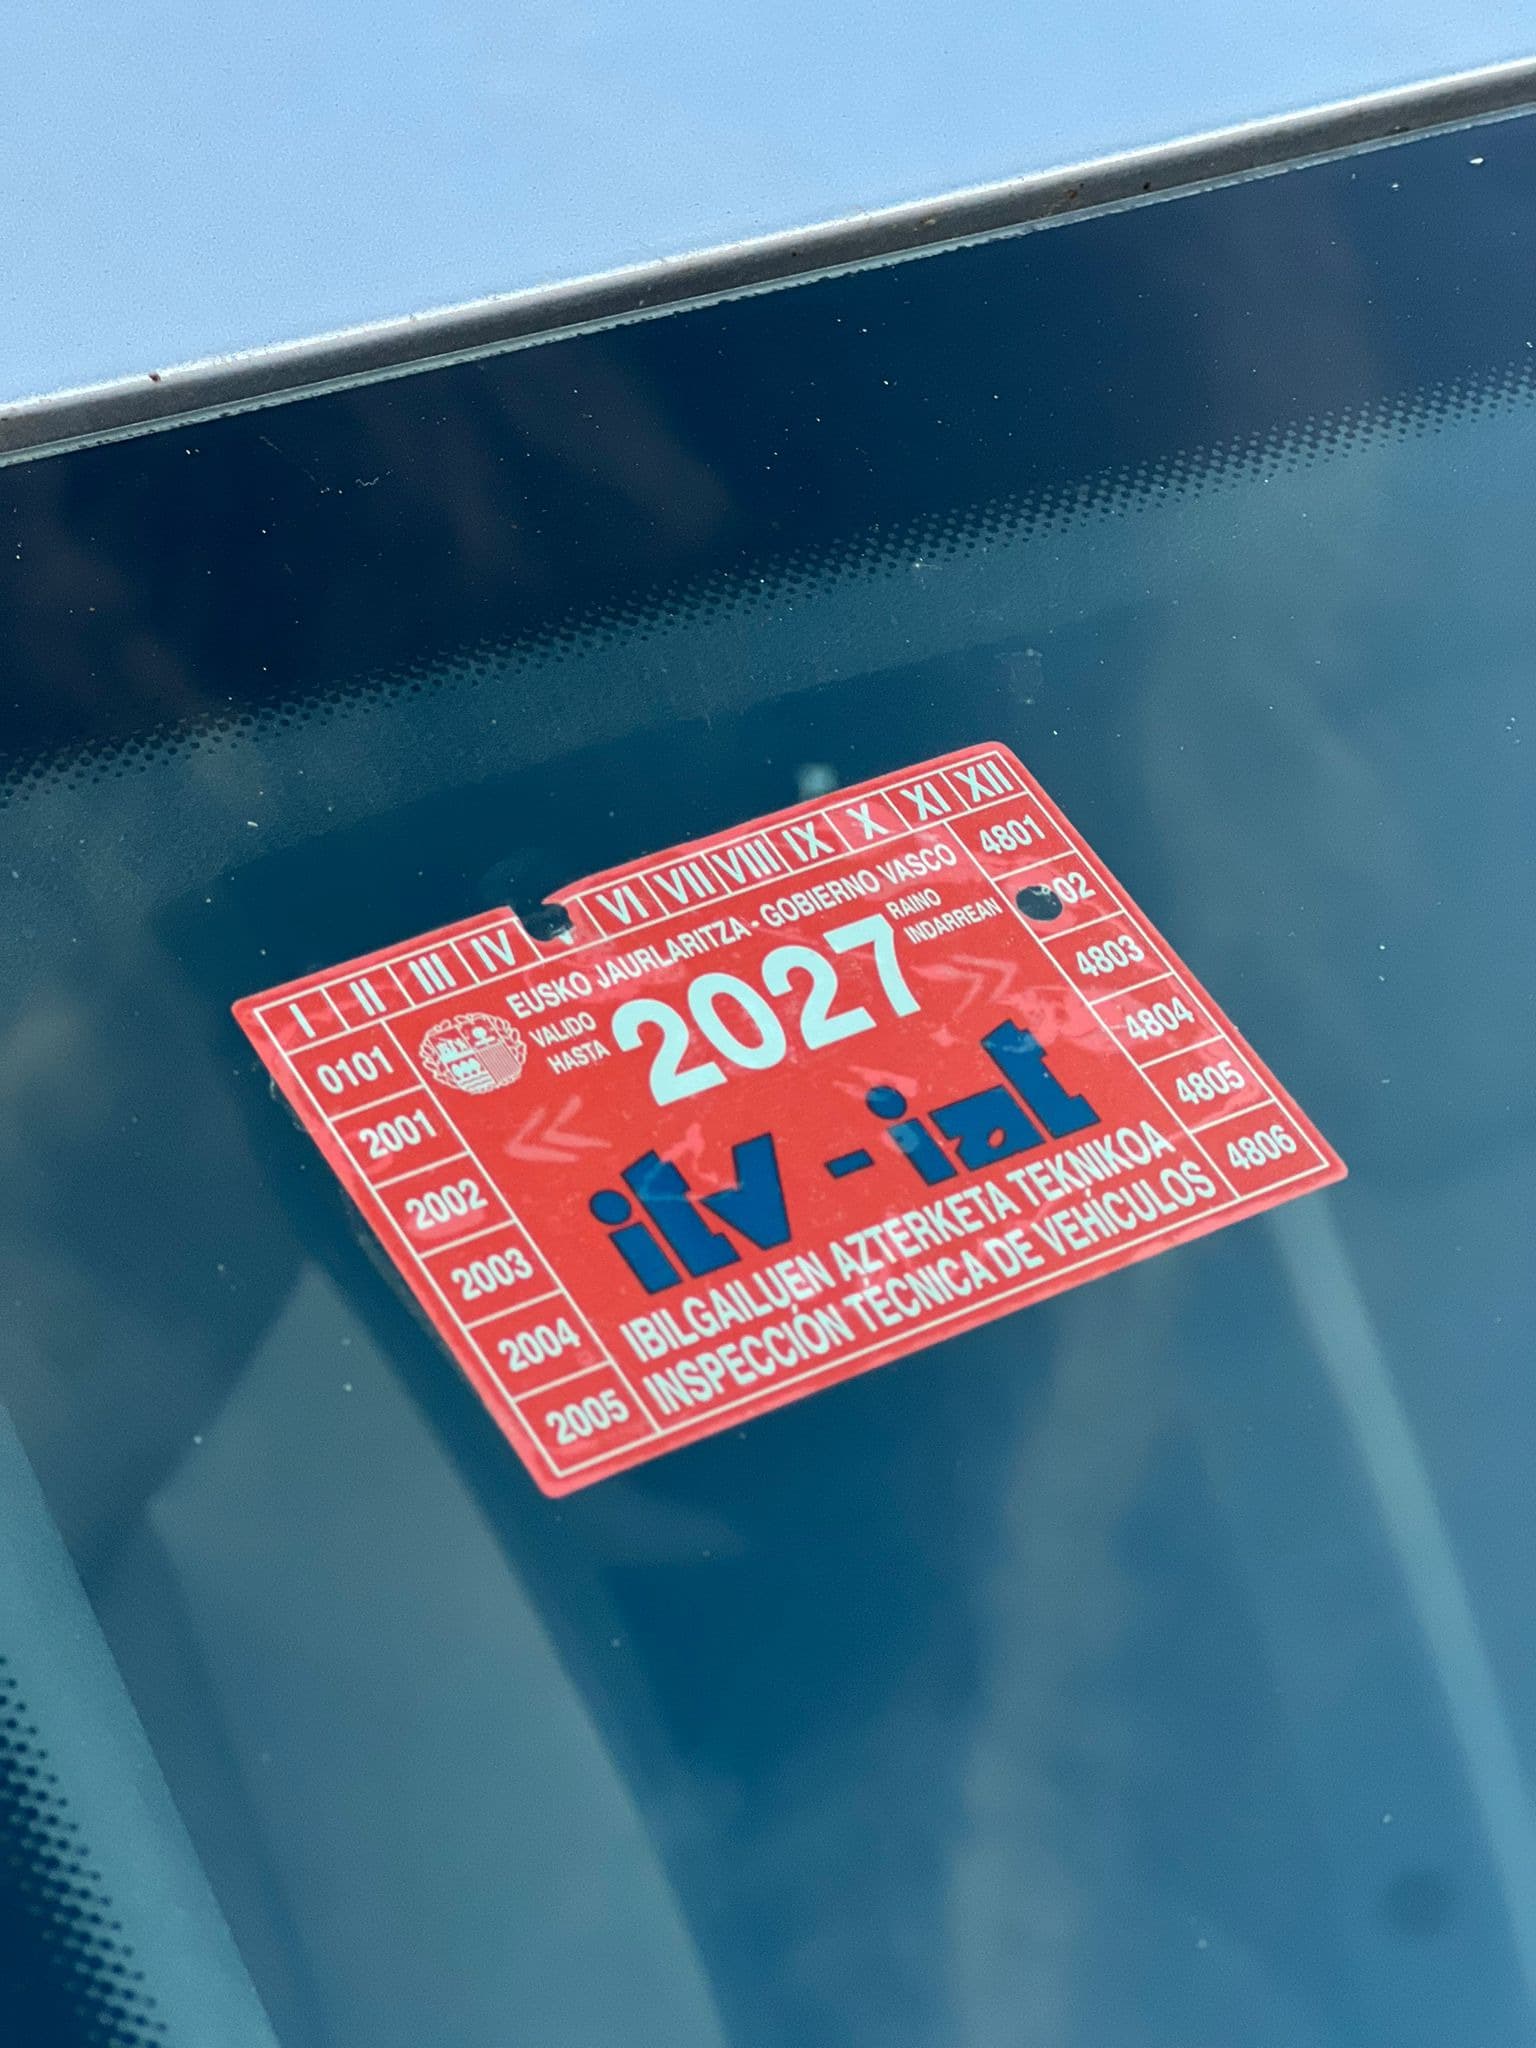 I II III IV V VI VII VIII IX X XI XII
EUSKO JAURLARITZA - GOBIERNO VASCO
VALIDO
HASTA
2027
RAINO
INDARREAN
itv - iat
IBILGAILUEN AZTERKETA TEKNIKOA
INSPECCIÓN TÉCNICA DE VEHÍCULOS
0101
2001
2002
2003
2004
2005
4801
02
4803
4804
4805
4806